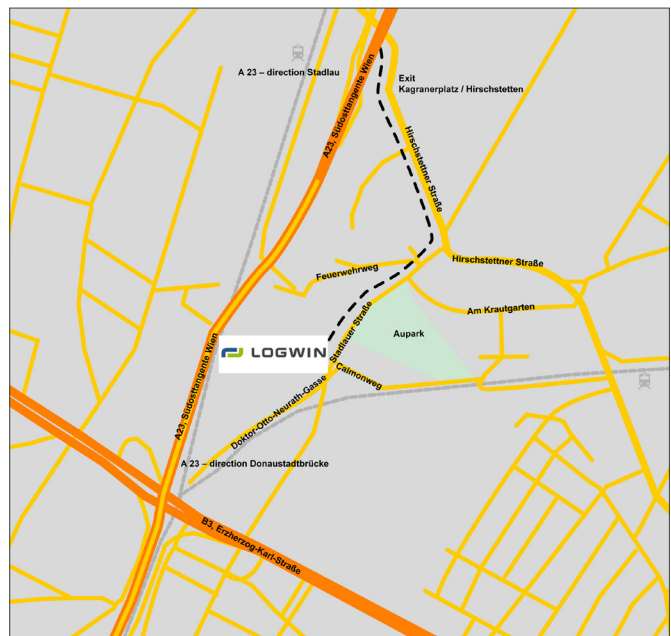 A 23 – direction Stadlau
A23, Südosttangente Wien
Exit
Kagranerplatz / Hirschstetten
Hirschstettner Straße
Hirschstettner Straße
Feuerwehrweg
Am Krautgarten
Stadlauer Straße
Aupark
LOGWIN
A23, Südosttangente Wien
Caimonweg
Doktor-Otto-Neurath-Gasse
A 23 – direction Donaustadtbrücke
B3, Erzherzog-Karl-Straße